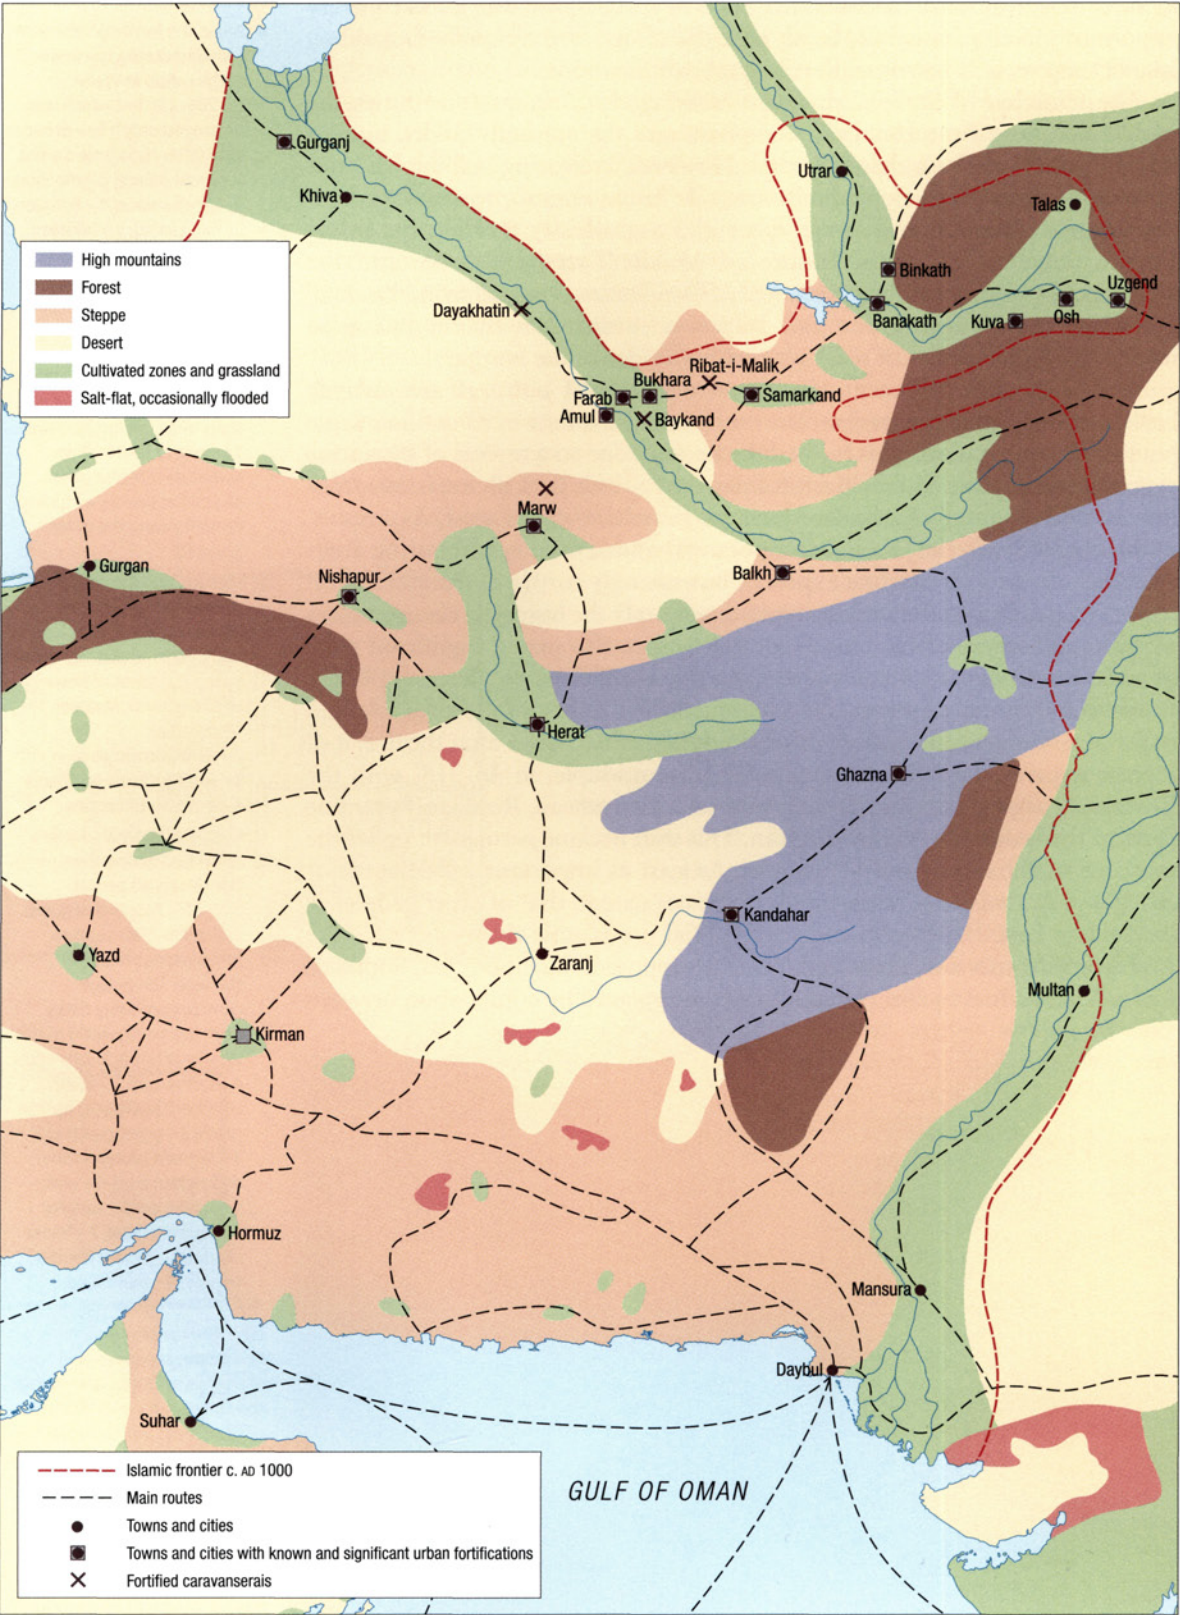 Gurganj
Khiva
Utrar
Talas
High mountains
Forest
Steppe
Desert
Cultivated zones and grassland
Salt-flat, occasionally flooded
Binkath
Uzgend
Dayakhatin
Banakath
Kuva
Osh
Ribat-i-Malik
Bukhara
Farab
Samarkand
Amul
Baykand
Marw
Gurgan
Nishapur
Balkh
Herat
Ghazna
Kandahar
Yazd
Zaranj
Multan
Kirman
Hormuz
Mansura
Daybul
Suhar
Islamic frontier c. AD 1000
Main routes
Towns and cities
Towns and cities with known and significant urban fortifications
Fortified caravanserais
GULF OF OMAN